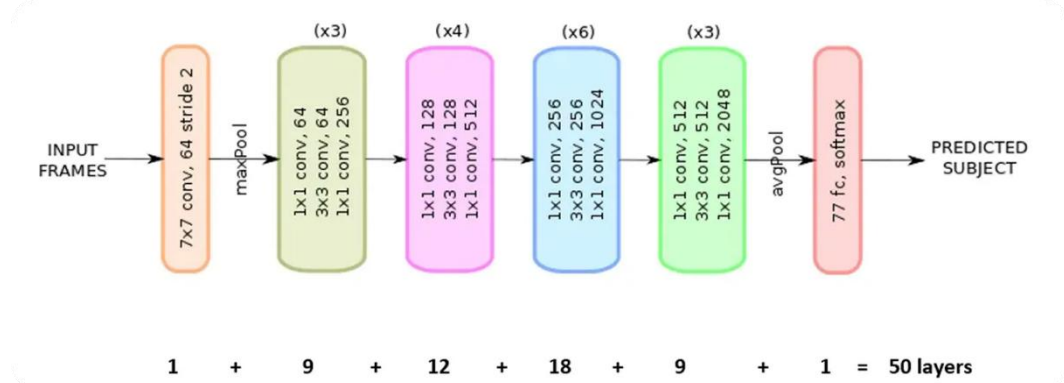 (x3)
(x4)
(x6)
(x3)
INPUT
FRAMES
7x7 conv, 64 stride 2
maxPool
1x1 conv, 64
3x3 conv, 64
1x1 conv, 256
1x1 conv, 128
3x3 conv, 128
1x1 conv, 512
1x1 conv, 256
3x3 conv, 256
1x1 conv, 1024
1x1 conv, 512
3x3 conv, 512
1x1 conv, 2048
avgPool
77 fc, softmax
PREDICTED
SUBJECT
1 + 9 + 12 + 18 + 9 + 1 = 50 layers